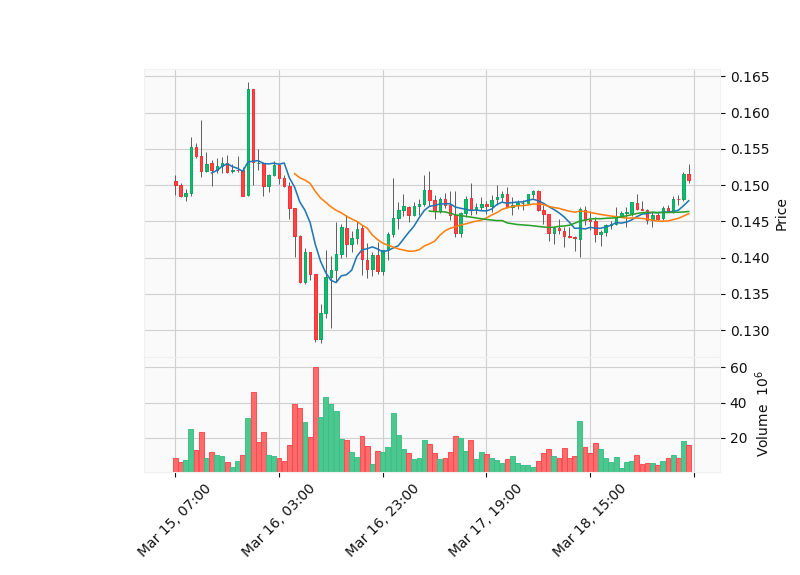 0.165
0.160
0.155
0.150
0.145
0.140
0.135
0.130
Price
60
40
20
Volume 10⁶
Mar 15, 07:00
Mar 16, 03:00
Mar 16, 23:00
Mar 17, 19:00
Mar 18, 15:00